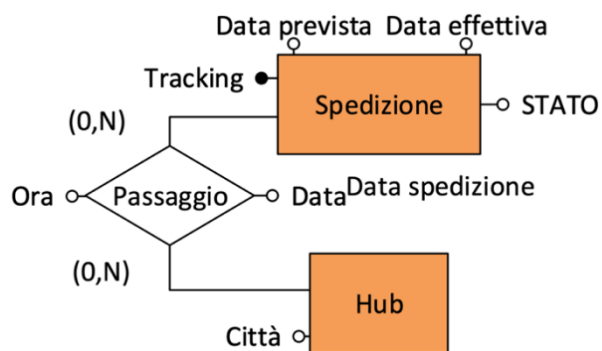 Data prevista Data effettiva
Tracking
Spedizione
STATO
(0,N)
Ora
Passaggio
Data
Data spedizione
(0,N)
Hub
Città